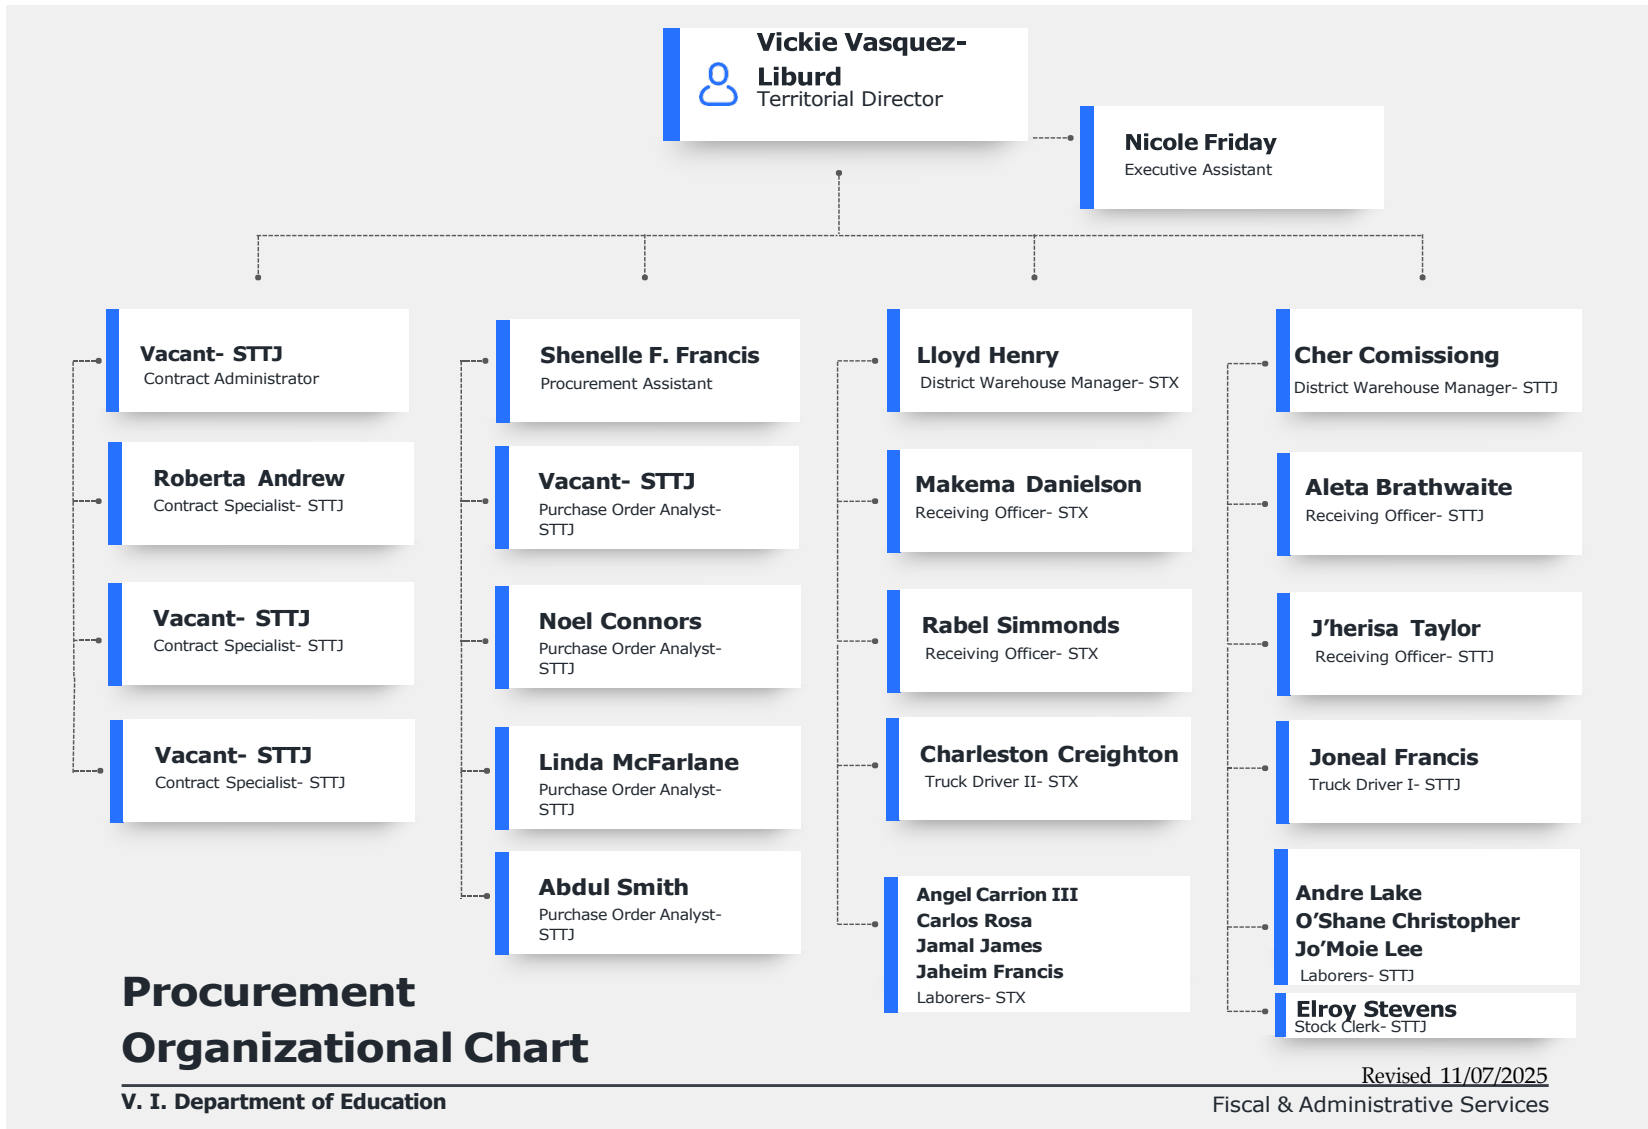 Vickie Vasquez-
Liburd
Territorial Director
Nicole Friday
Executive Assistant
Vacant- STTJ
Contract Administrator
Roberta Andrew
Contract Specialist- STTJ
Vacant- STTJ
Contract Specialist- STTJ
Vacant- STTJ
Contract Specialist- STTJ
Shenelle F. Francis
Procurement Assistant
Vacant- STTJ
Purchase Order Analyst-
STTJ
Noel Connors
Purchase Order Analyst-
STTJ
Linda McFarlane
Purchase Order Analyst-
STTJ
Abdul Smith
Purchase Order Analyst-
STTJ
Lloyd Henry
District Warehouse Manager- STX
Makema Danielson
Receiving Officer- STX
Rabel Simmonds
Receiving Officer- STX
Charleston Creighton
Truck Driver II- STX
Angel Carrion III
Carlos Rosa
Jamal James
Jaheim Francis
Laborers- STX
Cher Comissiong
District Warehouse Manager- STTJ
Aleta Brathwaite
Receiving Officer- STTJ
J’herisa Taylor
Receiving Officer- STTJ
Joneal Francis
Truck Driver I- STTJ
Andre Lake
O’Shane Christopher
Jo’Moie Lee
Laborers- STTJ
Elroy Stevens
Stock Clerk- STTJ
Procurement
Organizational Chart
Revised 11/07/2025
V. I. Department of Education
Fiscal & Administrative Services